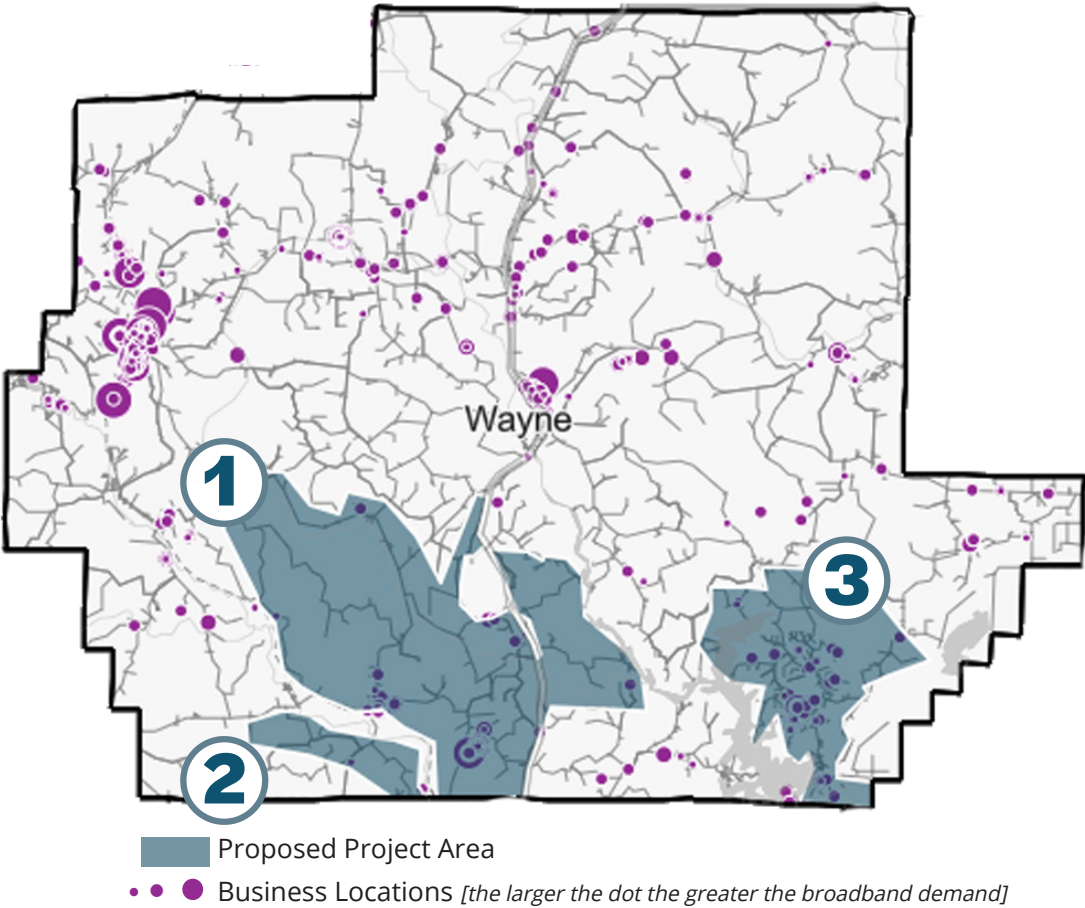 Wayne
1
3
2
Proposed Project Area
Business Locations [the larger the dot the greater the broadband demand]